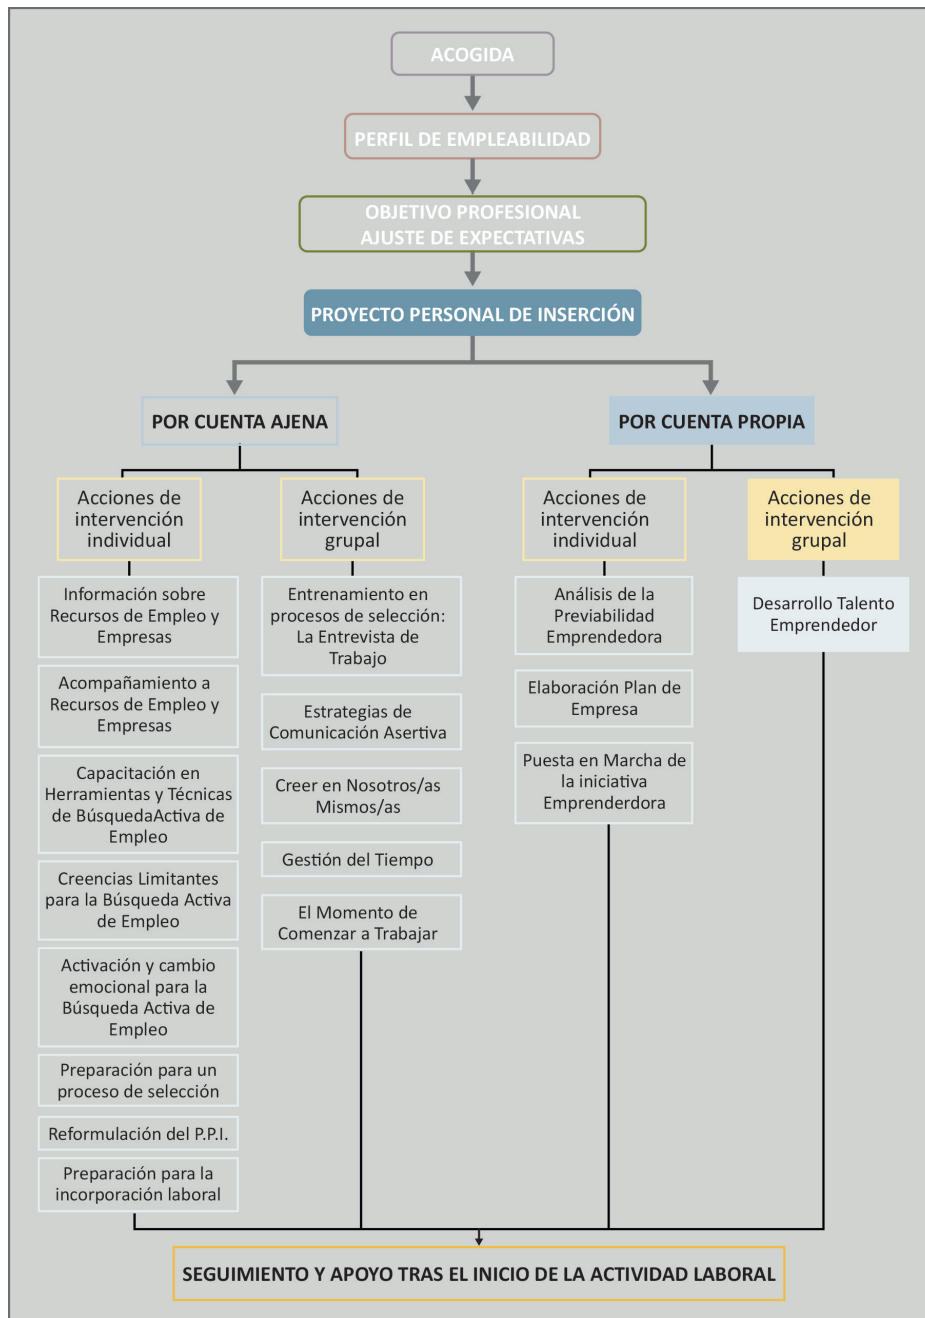 ACOGIDA
PERFIL DE EMPLEABILIDAD
OBJETIVO PROFESIONAL
AJUSTE DE EXPECTATIVAS
PROYECTO PERSONAL DE INSERCIÓN
POR CUENTA AJENA
POR CUENTA PROPIA
Acciones de
intervención
individual
Acciones de
intervención
grupal
Acciones de
intervención
individual
Acciones de
intervención
grupal
Información sobre
Recursos de Empleo y
Empresas
Acompañamiento a
Recursos de Empleo y
Empresas
Capacitación en
Herramientas y Técnicas
de BúsquedaActiva de
Empleo
Creencias Limitantes
para la Búsqueda Activa
de Empleo
Activación y cambio
emocional para la
Búsqueda Activa de
Empleo
Preparación para un
proceso de selección
Reformulación del P.P.I.
Preparación para la
incorporación laboral
Entrenamiento en
procesos de selección:
La Entrevista de
Trabajo
Estrategias de
Comunicación Asertiva
Creer en Nosotros/as
Mismos/as
Gestión del Tiempo
El Momento de
Comenzar a Trabajar
Análisis de la
Previabilidad
Emprendedora
Elaboración Plan de
Empresa
Puesta en Marcha de
la iniciativa
Emprenderdora
Desarrollo Talento
Emprendedor
SEGUIMIENTO Y APOYO TRAS EL INICIO DE LA ACTIVIDAD LABORAL